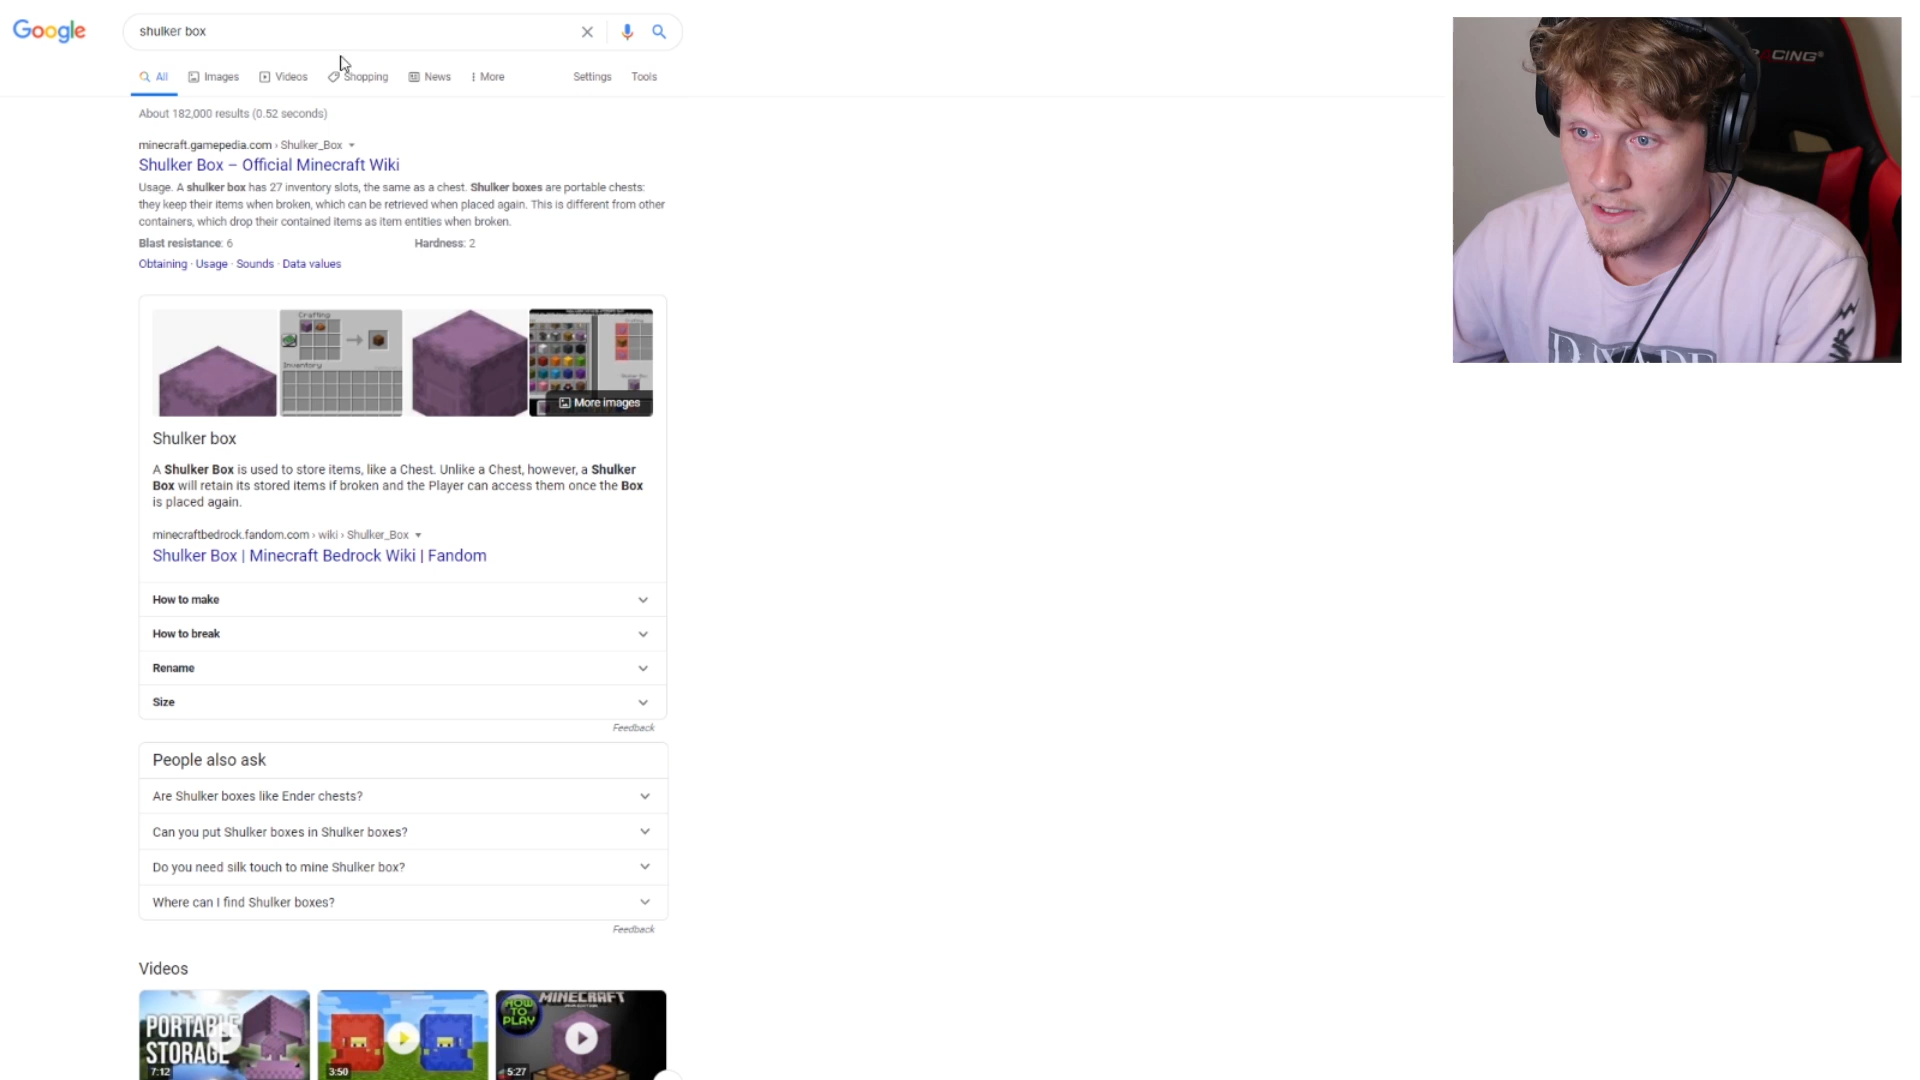 Google
shulker box
All
Images
Videos
Shopping
News
More
Settings
Tools
About 182,000 results (0.52 seconds)
minecraft.gamepedia.com › Shulker_Box
Shulker Box – Official Minecraft Wiki
Usage. A shulker box has 27 inventory slots, the same as a chest. Shulker boxes are portable chests:
they keep their items when broken, which can be retrieved when placed again. This is different from other
containers, which drop their contained items as item entities when broken.
Blast resistance: 6
Hardness: 2
Obtaining · Usage · Sounds · Data values
Crafting
Inventory
More images
Shulker box
A Shulker Box is used to store items, like a Chest. Unlike a Chest, however, a Shulker
Box will retain its stored items if broken and the Player can access them once the Box
is placed again.
minecraftbedrock.fandom.com › wiki › Shulker_Box
Shulker Box | Minecraft Bedrock Wiki | Fandom
How to make
How to break
Rename
Size
Feedback
People also ask
Are Shulker boxes like Ender chests?
Can you put Shulker boxes in Shulker boxes?
Do you need silk touch to mine Shulker box?
Where can I find Shulker boxes?
Feedback
Videos
PORTABLE
STORAGE
7:12
3:50
HOW
TO
PLAY
MINECRAFT
5:27